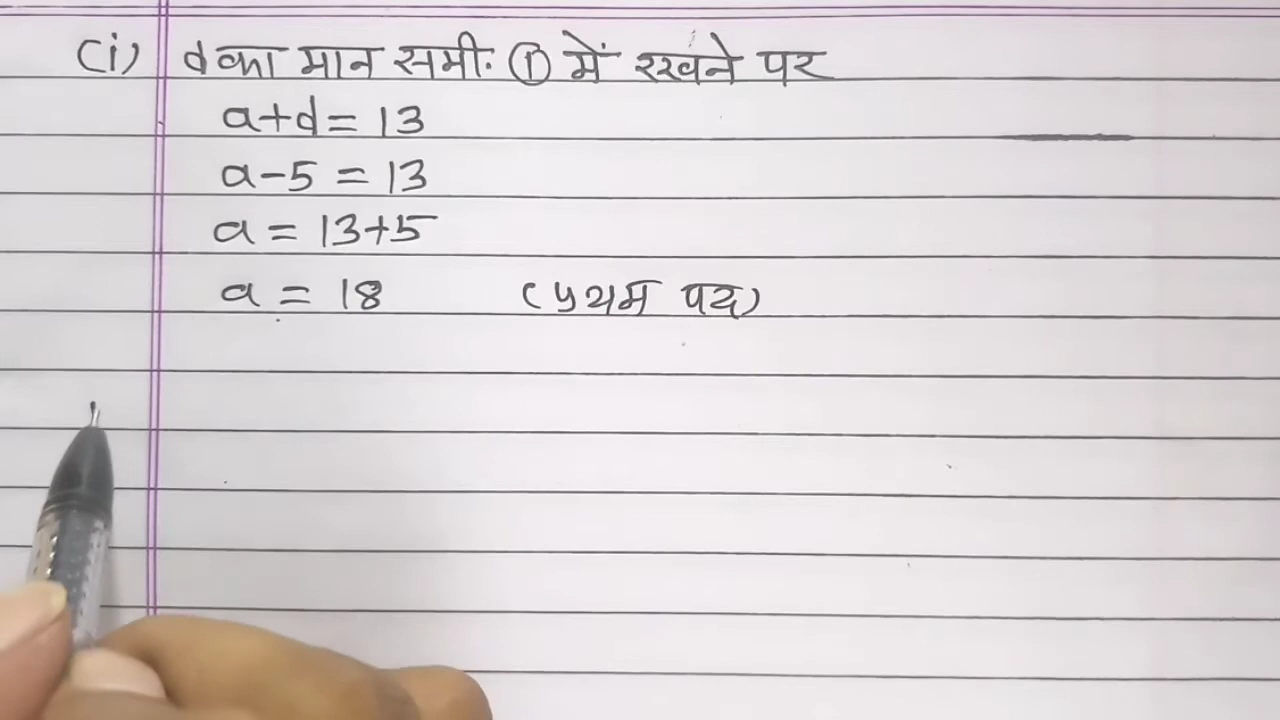 (i) d का मान समी. ① में रखने पर
a+d = 13
a-5 = 13
a = 13+5
a = 18 (प्रथम पद)